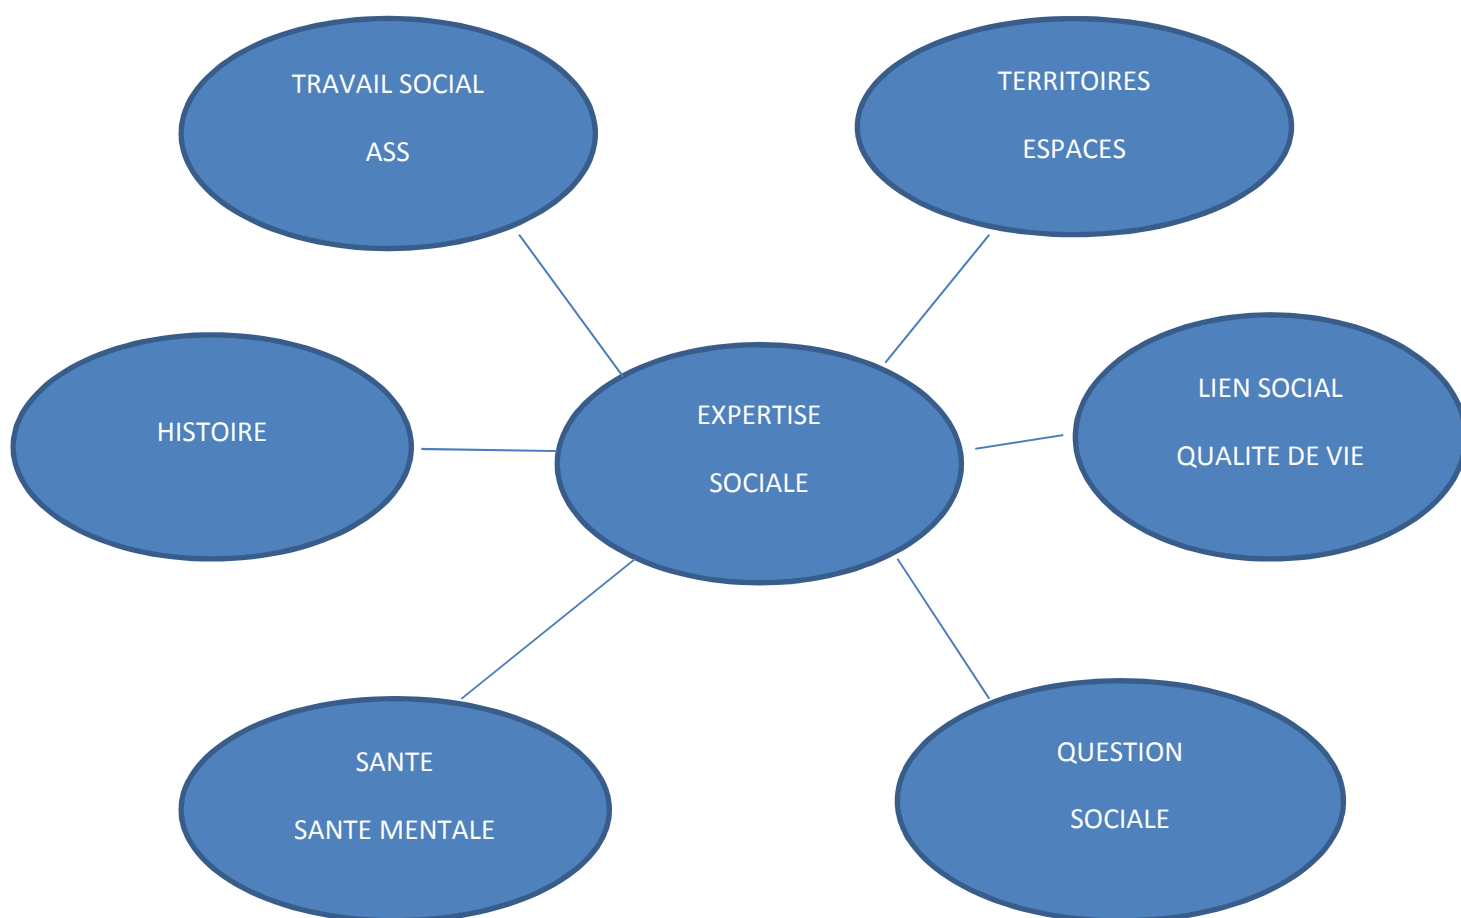 TRAVAIL SOCIAL
ASS
TERRITOIRES
ESPACES
HISTOIRE
EXPERTISE
SOCIALE
LIEN SOCIAL
QUALITE DE VIE
SANTE
SANTE MENTALE
QUESTION
SOCIALE